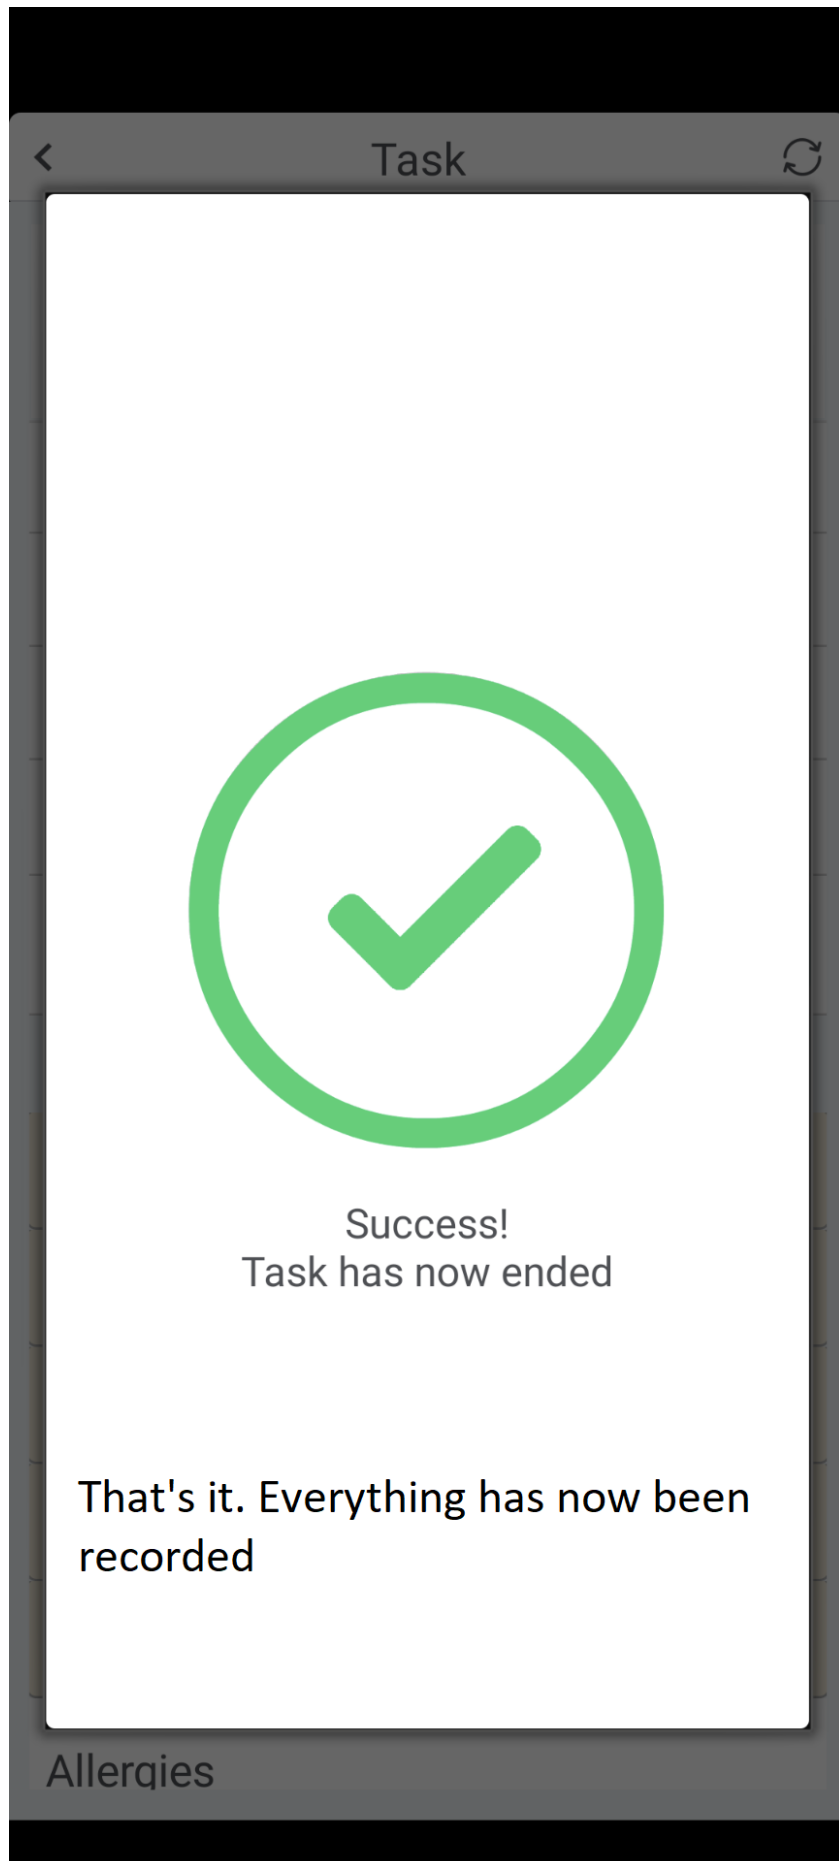 Task
Success!
Task has now ended
That's it. Everything has now been
recorded
Allergies